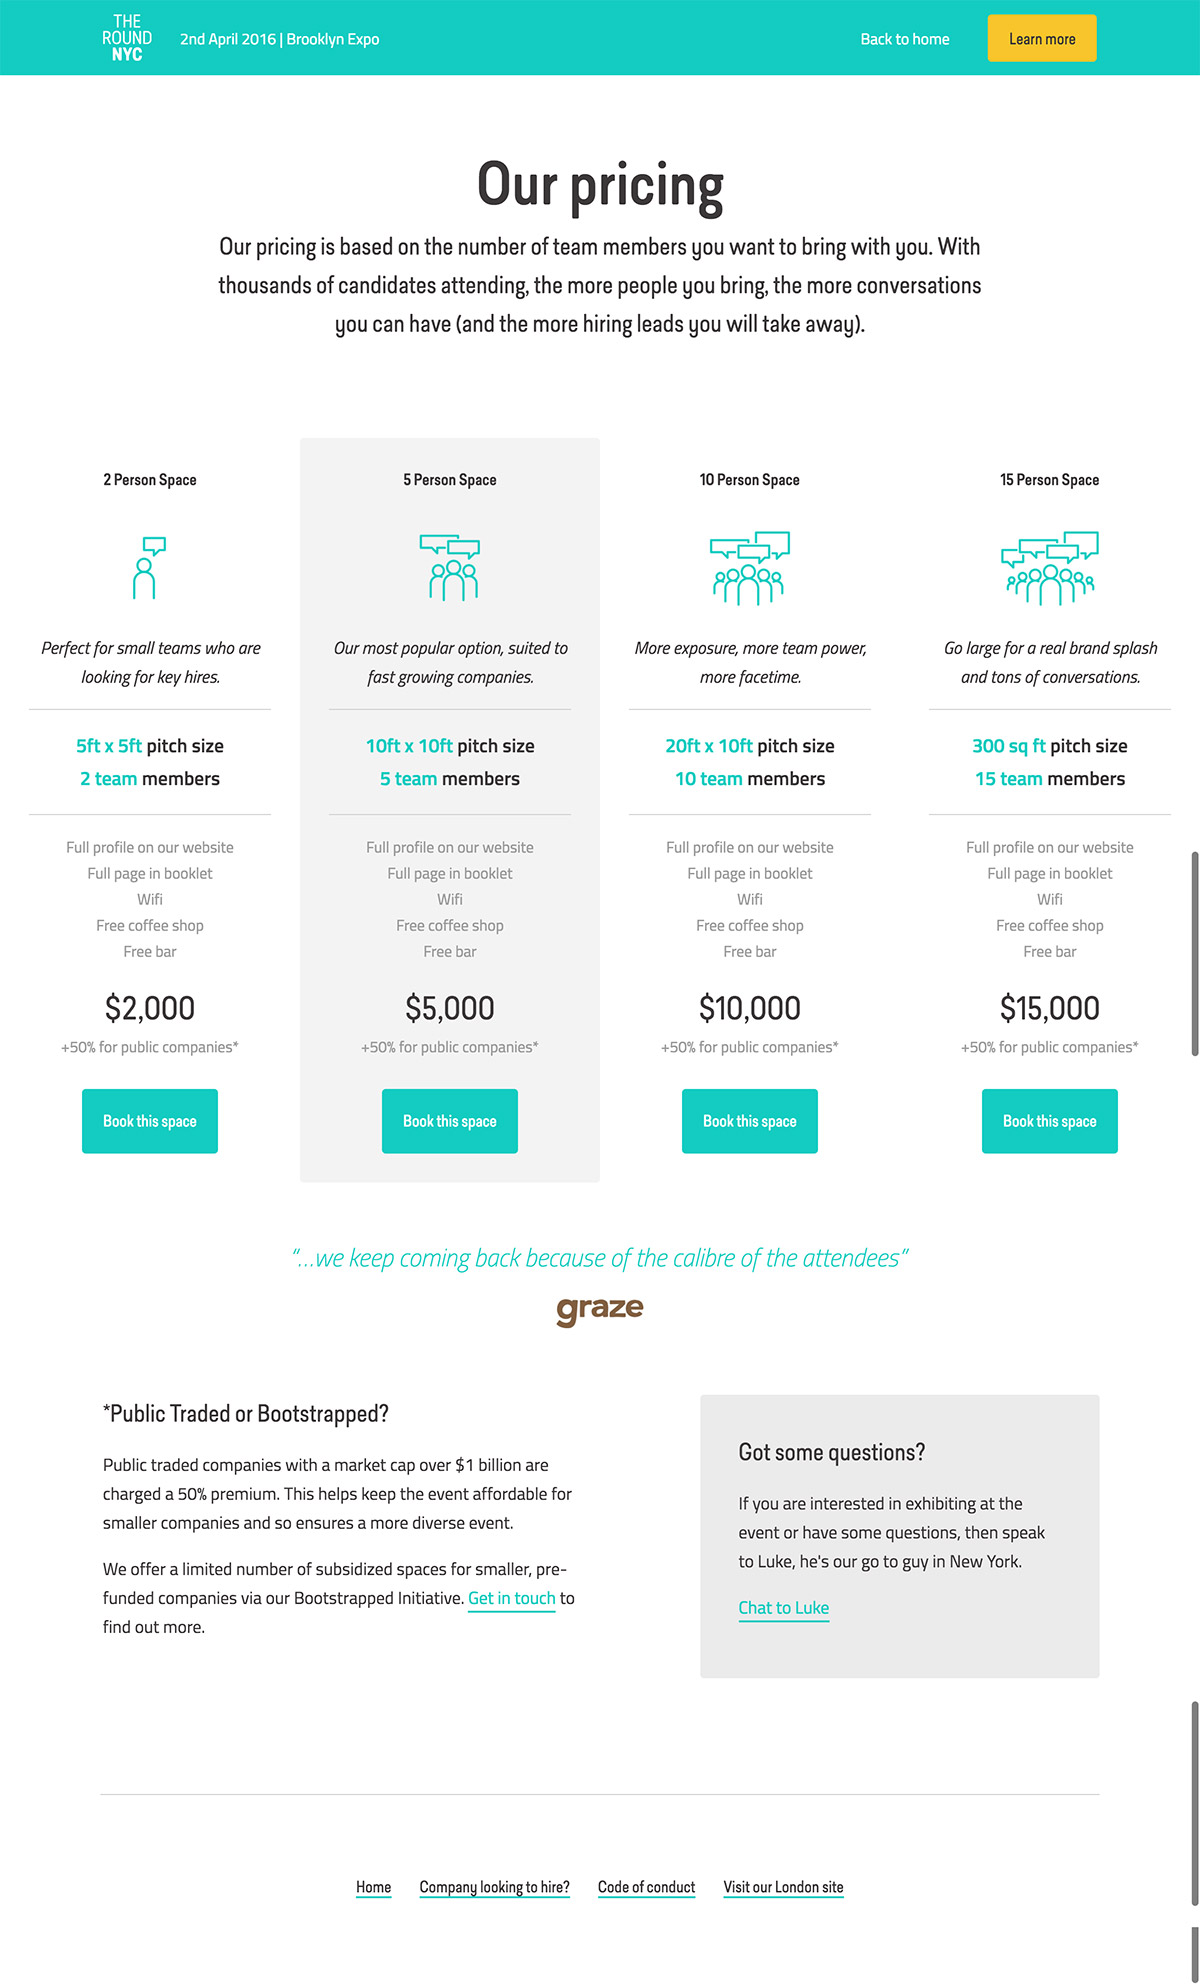 THE
ROUND
NYC
2nd April 2016 | Brooklyn Expo
Back to home
Learn more
Our pricing
Our pricing is based on the number of team members you want to bring with you. With
thousands of candidates attending, the more people you bring, the more conversations
you can have (and the more hiring leads you will take away).
2 Person Space
Perfect for small teams who are
looking for key hires.
5ft x 5ft pitch size
2 team members
Full profile on our website
Full page in booklet
Wifi
Free coffee shop
Free bar
$2,000
+50% for public companies*
Book this space
5 Person Space
Our most popular option, suited to
fast growing companies.
10ft x 10ft pitch size
5 team members
Full profile on our website
Full page in booklet
Wifi
Free coffee shop
Free bar
$5,000
+50% for public companies*
Book this space
10 Person Space
More exposure, more team power,
more facetime.
20ft x 10ft pitch size
10 team members
Full profile on our website
Full page in booklet
Wifi
Free coffee shop
Free bar
$10,000
+50% for public companies*
Book this space
15 Person Space
Go large for a real brand splash
and tons of conversations.
300 sq ft pitch size
15 team members
Full profile on our website
Full page in booklet
Wifi
Free coffee shop
Free bar
$15,000
+50% for public companies*
Book this space
“...we keep coming back because of the calibre of the attendees”
graze
*Public Traded or Bootstrapped?
Public traded companies with a market cap over $1 billion are
charged a 50% premium. This helps keep the event affordable for
smaller companies and so ensures a more diverse event.
We offer a limited number of subsidized spaces for smaller, pre-
funded companies via our Bootstrapped Initiative. Get in touch to
find out more.
Got some questions?
If you are interested in exhibiting at the
event or have some questions, then speak
to Luke, he's our go to guy in New York.
Chat to Luke
Home
Company looking to hire?
Code of conduct
Visit our London site